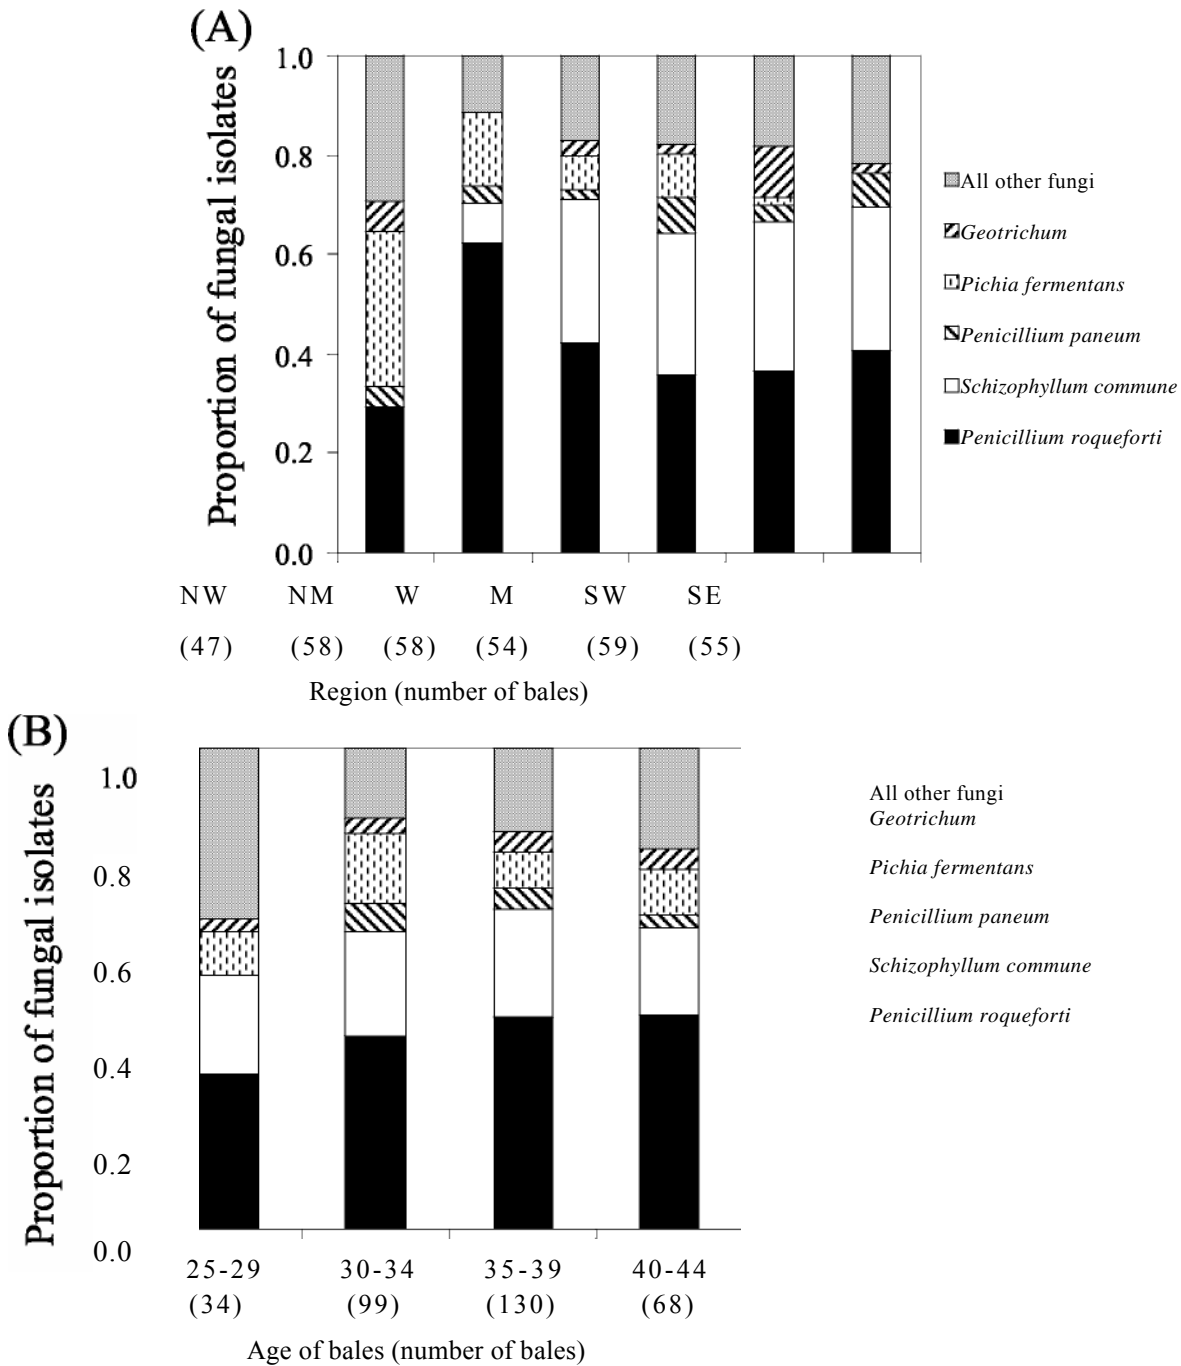 (A)
Proportion of fungal isolates
1.0
0.8
0.6
0.4
0.2
0.0
All other fungi
Geotrichum
Pichia fermentans
Penicillium paneum
Schizophyllum commune
Penicillium roqueforti
NW NM W M SW SE
(47) (58) (58) (54) (59) (55)
Region (number of bales)
(B)
Proportion of fungal isolates
1.0
0.8
0.6
0.4
0.2
0.0
All other fungi
Geotrichum
Pichia fermentans
Penicillium paneum
Schizophyllum commune
Penicillium roqueforti
25-29 30-34 35-39 40-44
(34) (99) (130) (68)
Age of bales (number of bales)